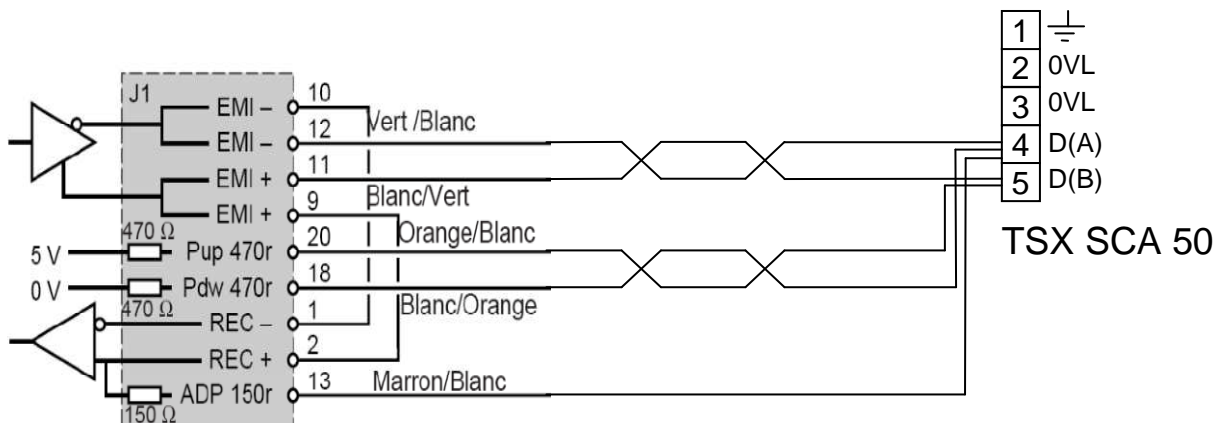 J1
EMI – 10
EMI – 12 Vert /Blanc
EMI + 11
EMI + 9 Blanc/Vert
470 Ω
5 V Pup 470r 20 Orange/Blanc
0 V Pdw 470r 18
470 Ω
Blanc/Orange
REC – 1
REC + 2
ADP 150r 13 Marron/Blanc
150 Ω
1
2 0VL
3 0VL
4 D(A)
5 D(B)
TSX SCA 50